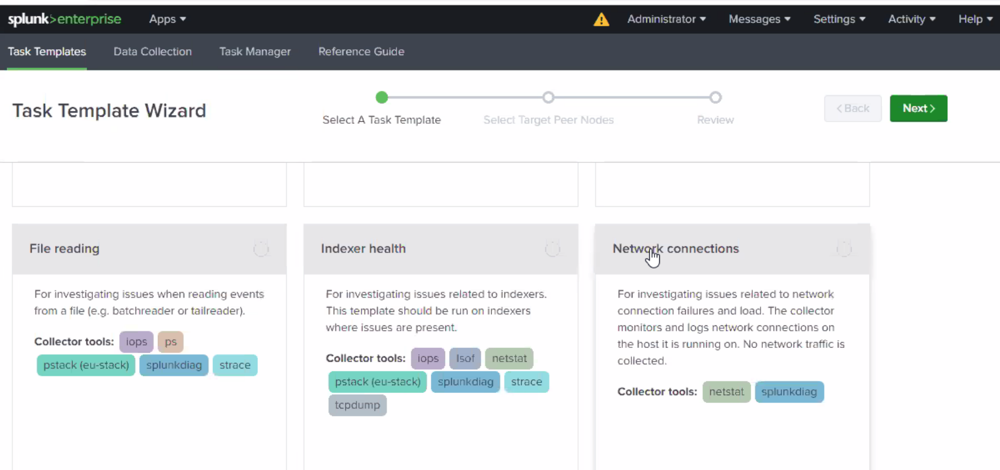 splunk>enterprise Apps Administrator Messages Settings Activity Help
Task Templates Data Collection Task Manager Reference Guide
Task Template Wizard
Select A Task Template Select Target Peer Nodes Review
<Back Next>
File reading
For investigating issues when reading events
from a file (e.g. batchreader or tailreader).
Collector tools: iops ps
pstack (eu-stack) splunkdiag strace
Indexer health
For investigating issues related to indexers.
This template should be run on indexers
where issues are present.
Collector tools: iops lsof netstat
pstack (eu-stack) splunkdiag strace
tcpdump
Network connections
For investigating issues related to network
connection failures and load. The collector
monitors and logs network connections on
the host it is running on. No network traffic is
collected.
Collector tools: netstat splunkdiag